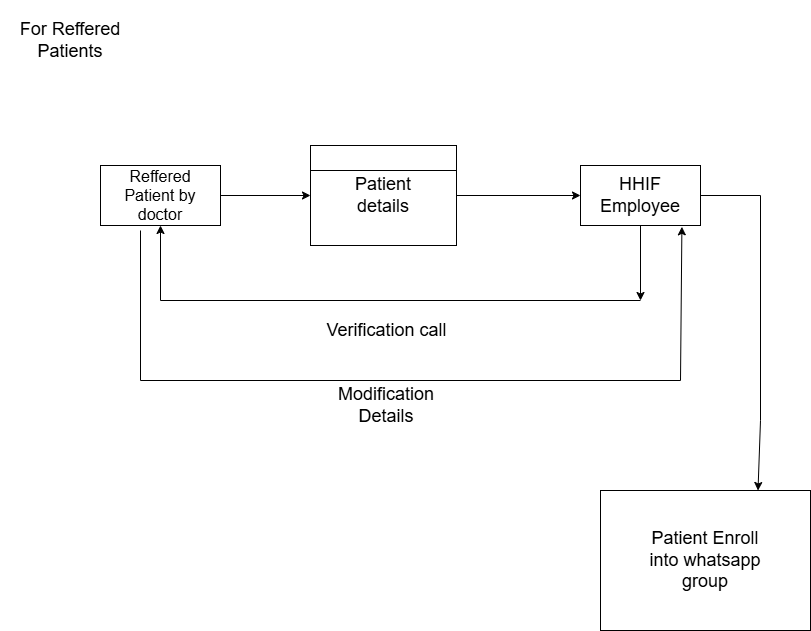 For Reffered
Patients
Reffered
Patient by
doctor
Patient
details
HHIF
Employee
Verification call
Modification
Details
Patient Enroll
into whatsapp
group